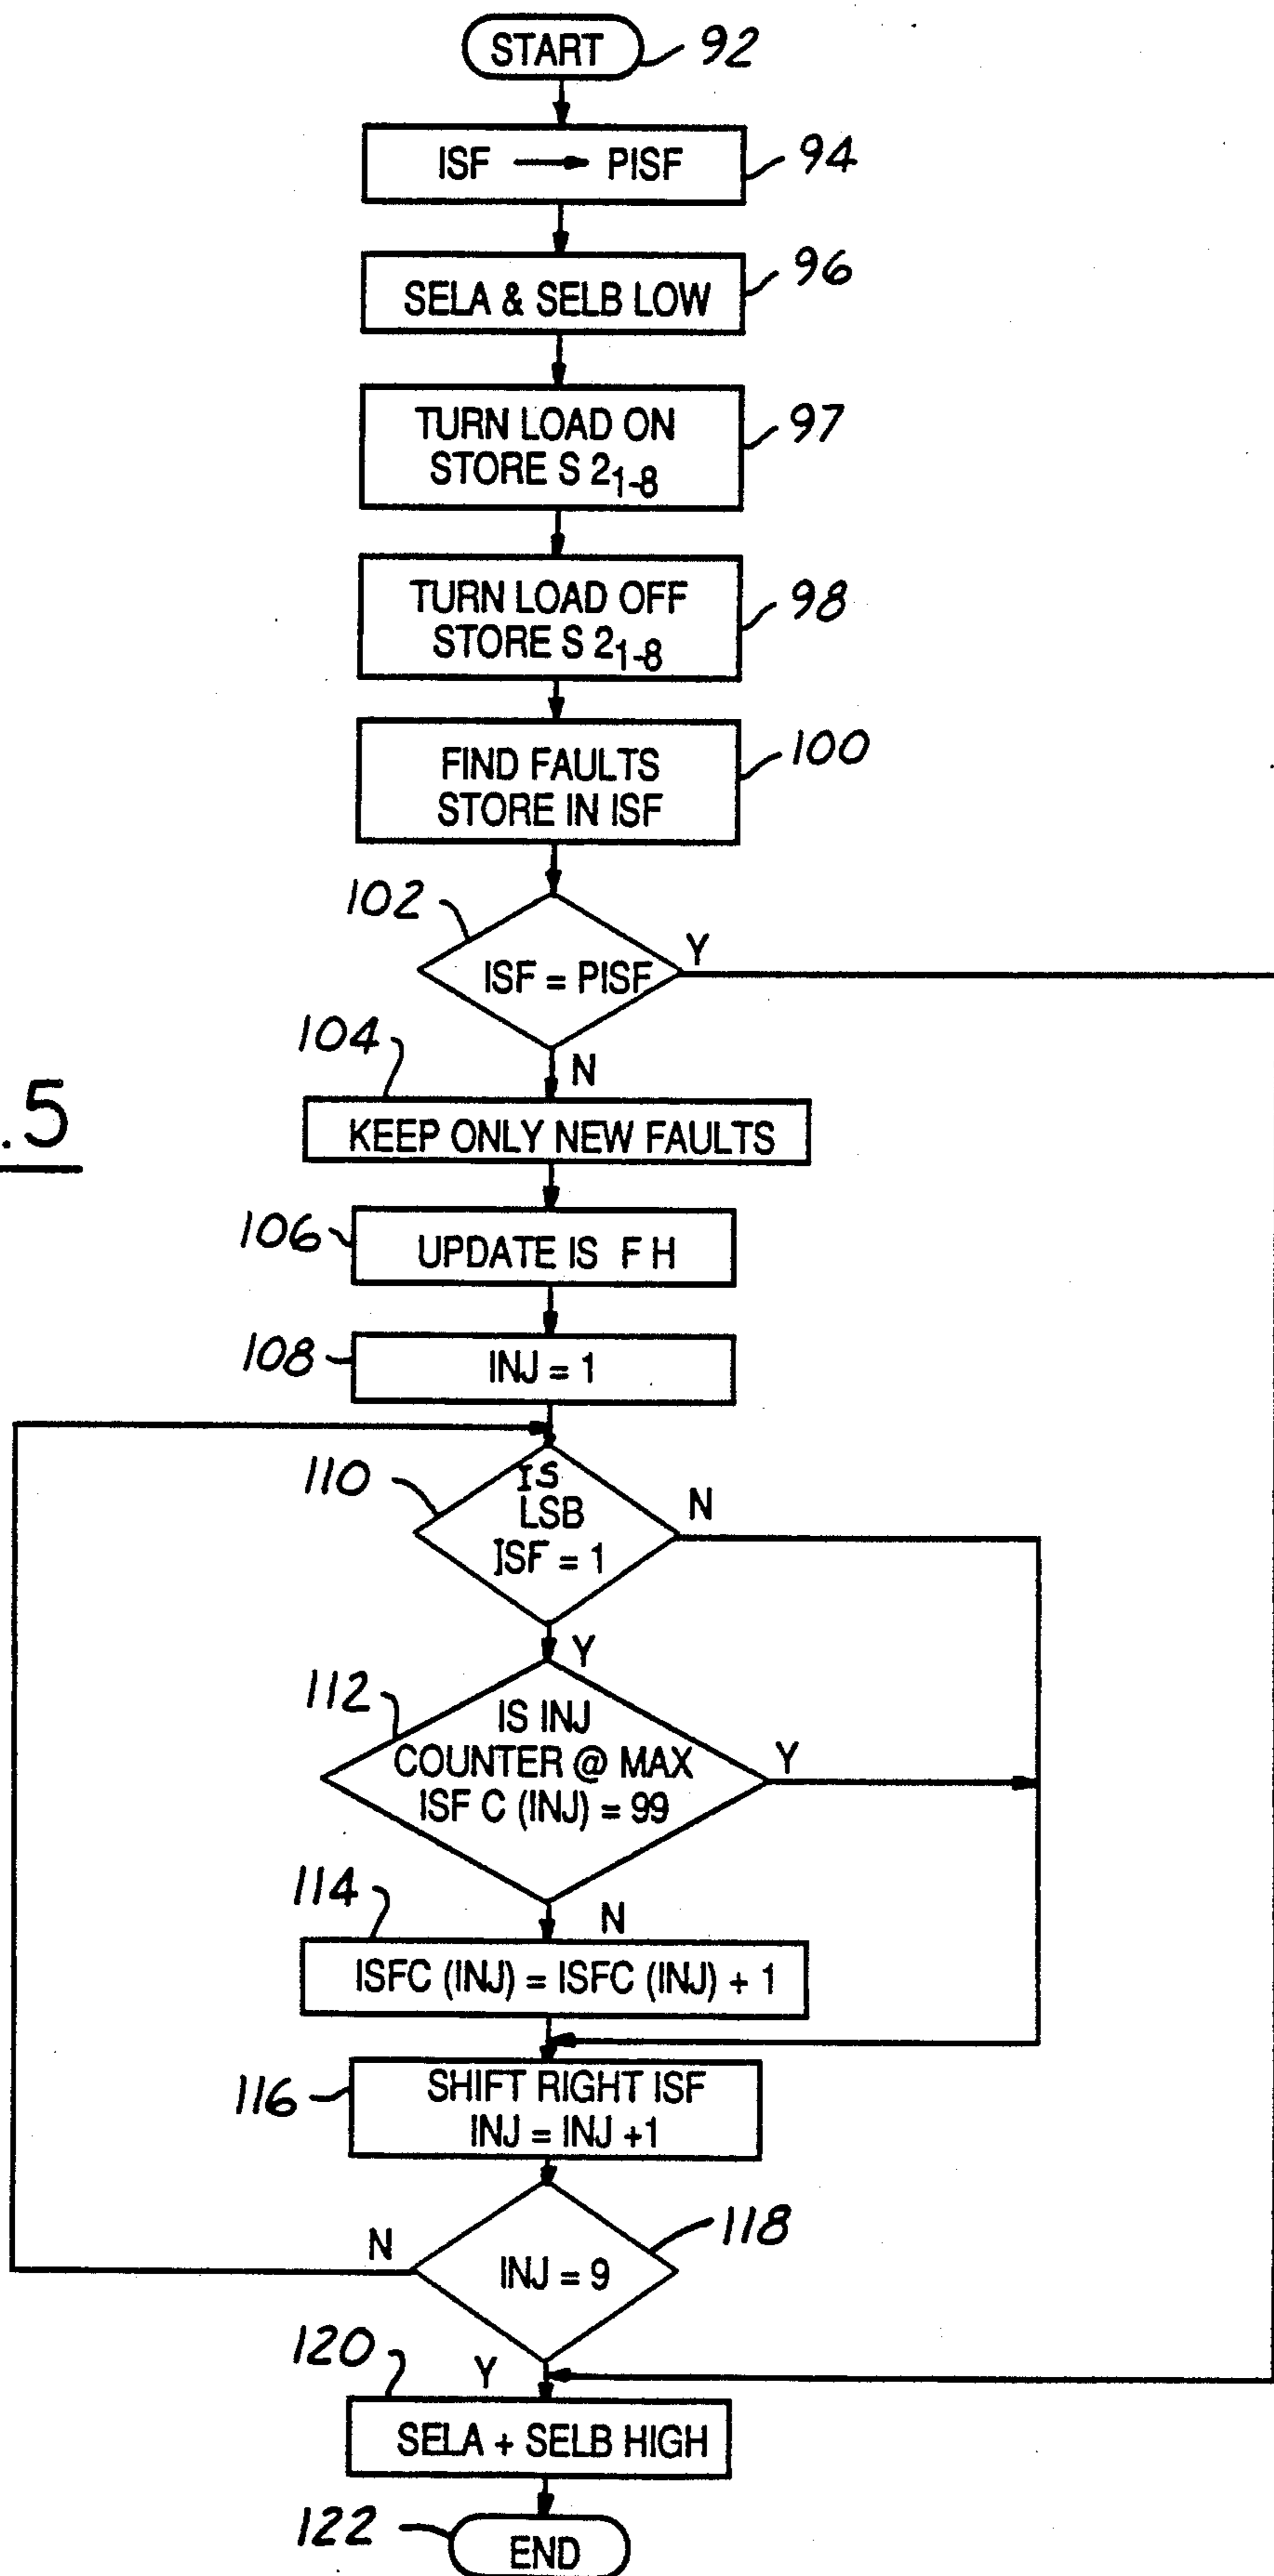 START 92
ISF → PISF 94
SELA & SELB LOW 96
TURN LOAD ON 97
STORE S 2₁₋₈
TURN LOAD OFF 98
STORE S 2₁₋₈
FIND FAULTS 100
STORE IN ISF
102
ISF = PISF Y
N
104
KEEP ONLY NEW FAULTS
.5
106 UPDATE IS F H
108 INJ = 1
110 IS
LSB N
ISF = 1
Y
112 IS INJ
COUNTER @ MAX Y
ISF C (INJ) = 99
N
114
ISFC (INJ) = ISFC (INJ) + 1
116 SHIFT RIGHT ISF
INJ = INJ +1
118
N INJ = 9
Y
120
SELA + SELB HIGH
122 END